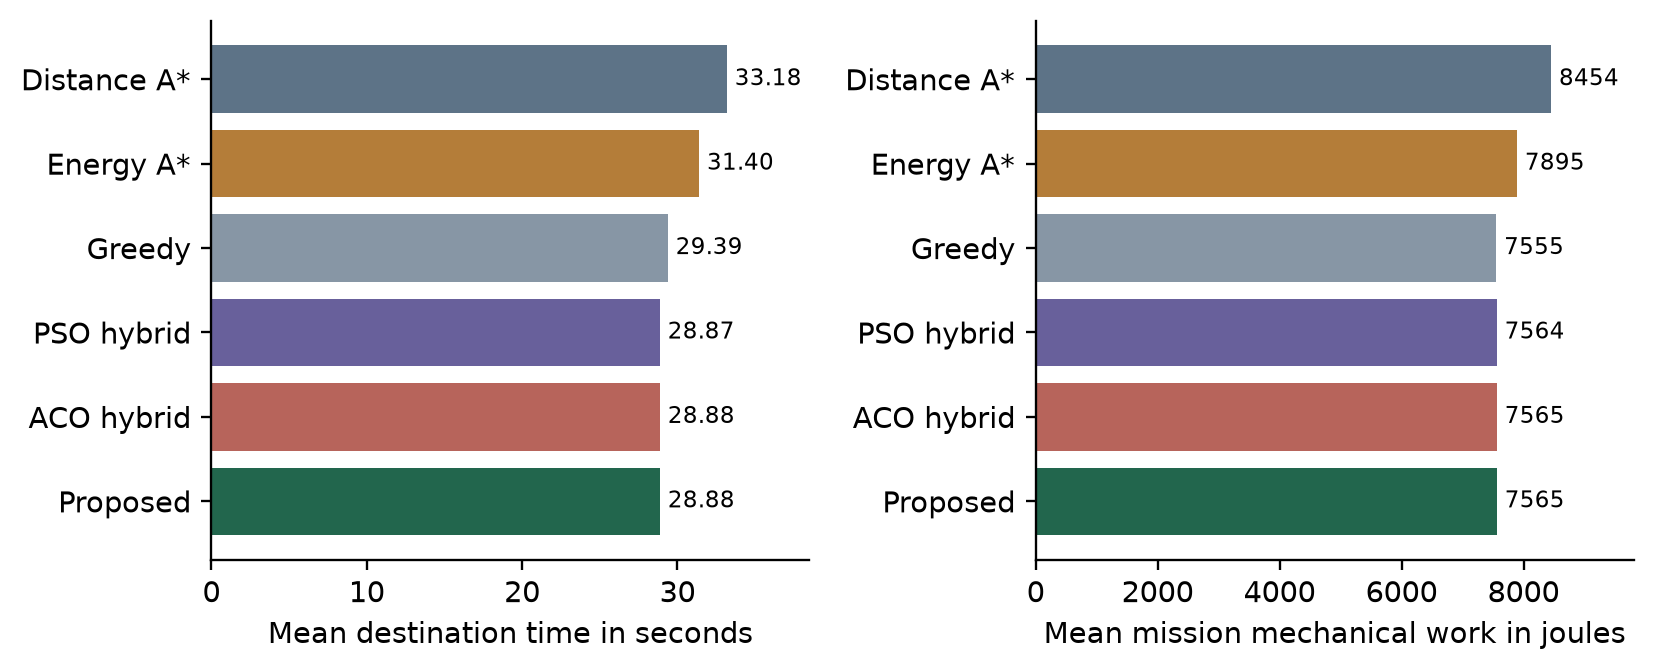 Distance A* 33.18
Energy A* 31.40
Greedy 29.39
PSO hybrid 28.87
ACO hybrid 28.88
Proposed 28.88
0 10 20 30
Mean destination time in seconds
Distance A* 8454
Energy A* 7895
Greedy 7555
PSO hybrid 7564
ACO hybrid 7565
Proposed 7565
0 2000 4000 6000 8000
Mean mission mechanical work in joules